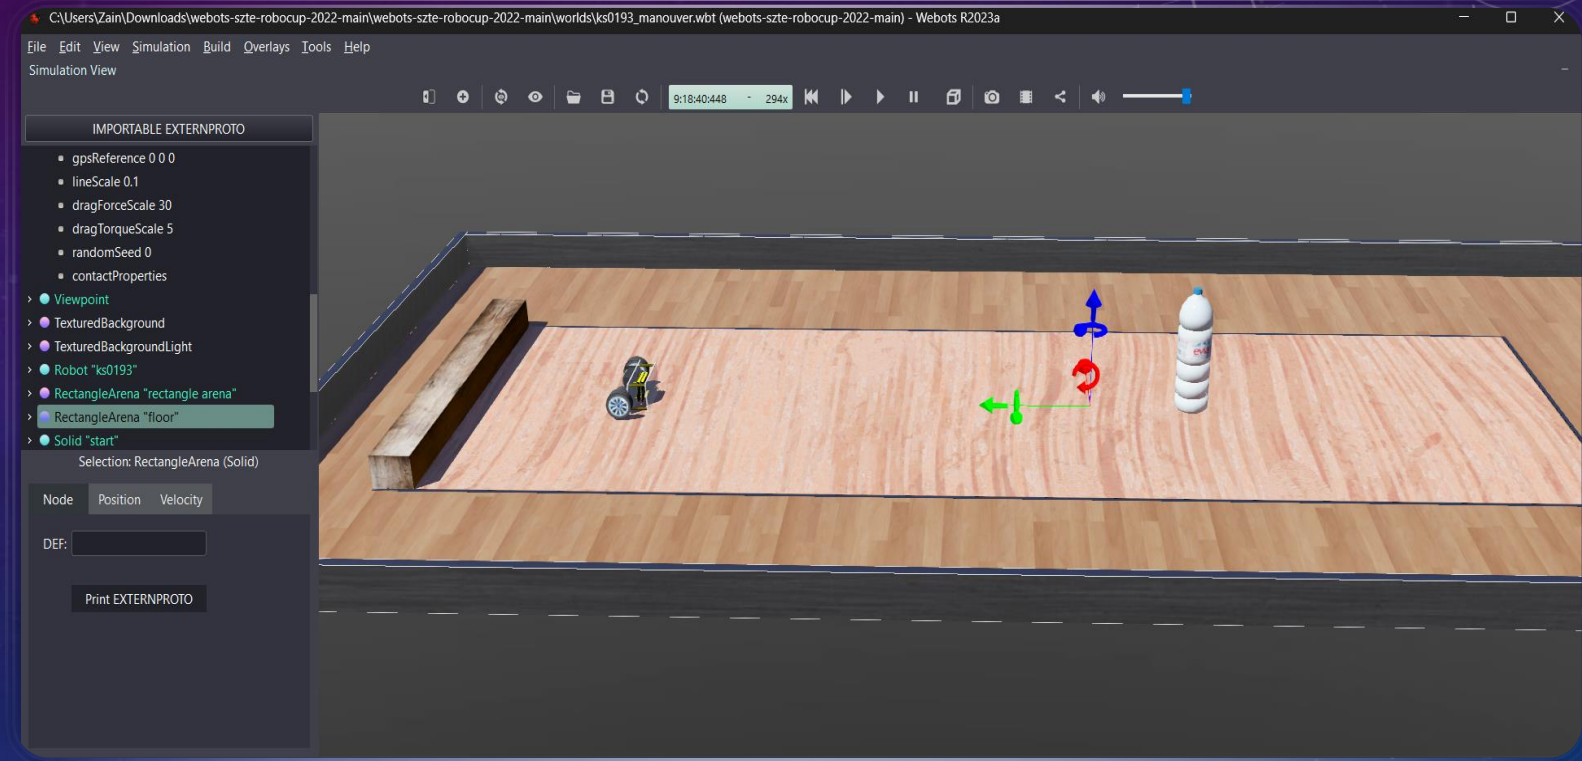 C:\Users\Zain\Downloads\webots-szte-robocup-2022-main\webots-szte-robocup-2022-main\worlds\ks0193_manouver.wbt (webots-szte-robocup-2022-main) - Webots R2023a
File Edit View Simulation Build Overlays Tools Help
Simulation View
9:18:40:448 - 294x
IMPORTABLE EXTERNPROTO
gpsReference 0 0 0
lineScale 0.1
dragForceScale 30
dragTorqueScale 5
randomSeed 0
contactProperties
Viewpoint
TexturedBackground
TexturedBackgroundLight
Robot "ks0193"
RectangleArena "rectangle arena"
RectangleArena "floor"
Solid "start"
Selection: RectangleArena (Solid)
Node Position Velocity
DEF:
Print EXTERNPROTO